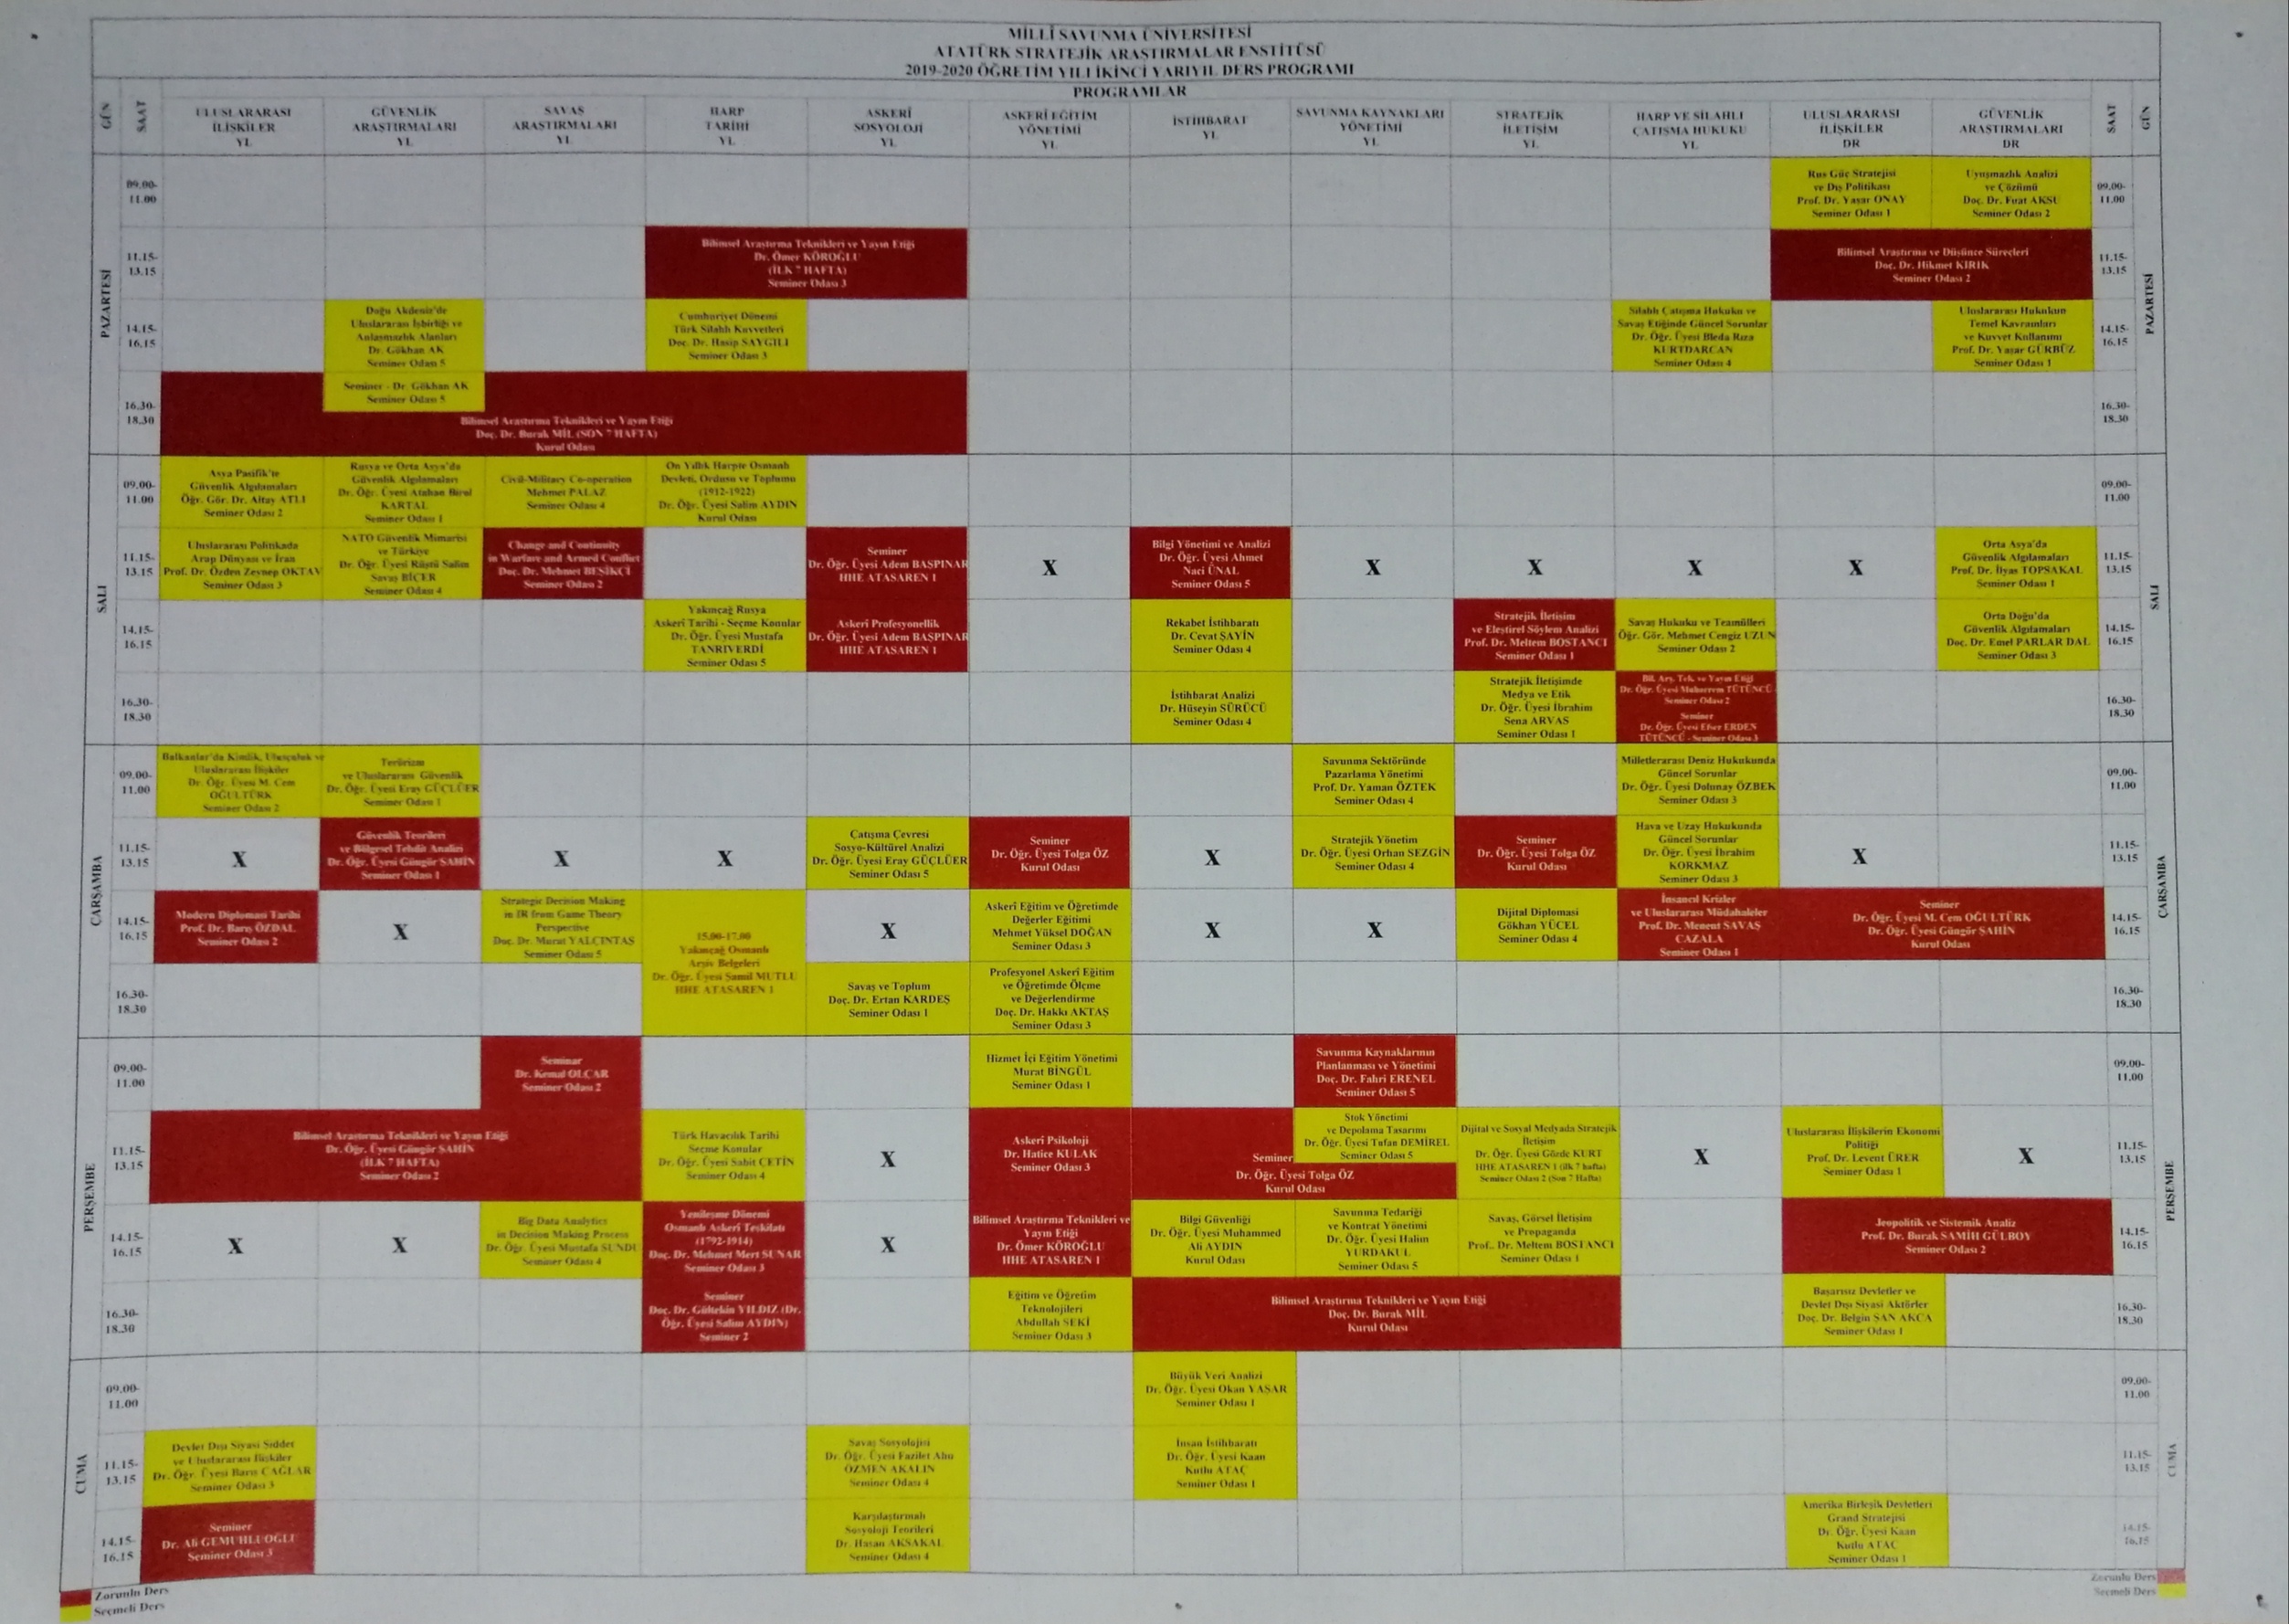 MİLLÎ SAVUNMA ÜNİVERSİTESİ
ATATÜRK STRATEJİK ARAŞTIRMALAR ENSTİTÜSÜ
2019-2020 ÖĞRETİM YILI İKİNCİ YARIYIL DERS PROGRAMI
PROGRAMLAR
GÜN
SAAT
ULUSLARARASI
İLİŞKİLER
YL
GÜVENLİK
ARAŞTIRMALARI
YL
SAVAŞ
ARAŞTIRMALARI
YL
HARP
TARİHİ
YL
ASKERÎ
SOSYOLOJİ
YL
ASKERÎ EĞİTİM
YÖNETİMİ
YL
İSTİHBARAT
YL
SAVUNMA KAYNAKLARI
YÖNETİMİ
YL
STRATEJİK
İLETİŞİM
YL
HARP VE SİLAHLI
ÇATIŞMA HUKUKU
YL
ULUSLARARASI
İLİŞKİLER
DR
GÜVENLİK
ARAŞTIRMALARI
DR
SAAT
GÜN
PAZARTESİ
09.00-
11.00
Rus Güç Stratejisi
ve Dış Politikası
Prof. Dr. Yaşar ONAY
Seminer Odası 1
Uyuşmazlık Analizi
ve Çözümü
Doç. Dr. Fuat AKSU
Seminer Odası 2
09.00-
11.00
PAZARTESİ
11.15-
13.15
Bilimsel Araştırma Teknikleri ve Yayın Etiği
Dr. Ömer KÖROĞLU
(İLK 7 HAFTA)
Seminer Odası 3
Bilimsel Araştırma ve Düşünce Süreçleri
Doç. Dr. Hikmet KIRIK
Seminer Odası 2
11.15-
13.15
14.15-
16.15
Doğu Akdeniz'de
Uluslararası İşbirliği ve
Anlaşmazlık Alanları
Dr. Gökhan AK
Seminer Odası 5
Cumhuriyet Dönemi
Türk Silahlı Kuvvetleri
Doç. Dr. Hasip SAYGILI
Seminer Odası 3
Silahlı Çatışma Hukuku ve
Savaş Etiğinde Güncel Sorunlar
Dr. Öğr. Üyesi Bleda Rıza
KURTDARCAN
Seminer Odası 4
Uluslararası Hukukun
Temel Kavramları
ve Kuvvet Kullanımı
Prof. Dr. Yaşar GÜRBÜZ
Seminer Odası 1
14.15-
16.15
16.30-
18.30
Seminer - Dr. Gökhan AK
Seminer Odası 5
Bilimsel Araştırma Teknikleri ve Yayın Etiği
Doç. Dr. Burak MİL (SON 7 HAFTA)
Kurul Odası
16.30-
18.30
SALI
09.00-
11.00
Asya Pasifik'te
Güvenlik Algılamaları
Öğr. Gör. Dr. Altay ATLI
Seminer Odası 2
Rusya ve Orta Asya'da
Güvenlik Algılamaları
Dr. Öğr. Üyesi Atahan Birol
KARTAL
Seminer Odası 1
Civil-Military Co-operation
Mehmet PALAZ
Seminer Odası 4
On Yıllık Harpte Osmanlı
Devleti, Ordusu ve Toplumu
(1912-1922)
Dr. Öğr. Üyesi Salim AYDIN
Kurul Odası
09.00-
11.00
SALI
11.15-
13.15
Uluslararası Politikada
Arap Dünyası ve İran
Prof. Dr. Özden Zeynep OKTAV
Seminer Odası 3
NATO Güvenlik Mimarisi
ve Türkiye
Dr. Öğr. Üyesi Rüştü Salim
Savaş BİÇER
Seminer Odası 4
Change and Continuity
in Warfare and Armed Conflict
Doç. Dr. Mehmet BEŞİKÇİ
Seminer Odası 2
Seminer
Dr. Öğr. Üyesi Adem BAŞPINAR
HHE ATASAREN 1
X
Bilgi Yönetimi ve Analizi
Dr. Öğr. Üyesi Ahmet
Naci ÜNAL
Seminer Odası 5
X
X
X
X
Orta Asya'da
Güvenlik Algılamaları
Prof. Dr. İlyas TOPSAKAL
Seminer Odası 1
11.15-
13.15
14.15-
16.15
Yakınçağ Rusya
Askerî Tarihi - Seçme Konular
Dr. Öğr. Üyesi Mustafa
TANRIVERDİ
Seminer Odası 5
Askerî Profesyonellik
Dr. Öğr. Üyesi Adem BAŞPINAR
HHE ATASAREN 1
Rekabet İstihbaratı
Dr. Cevat ŞAYİN
Seminer Odası 4
Stratejik İletişim
ve Eleştirel Söylem Analizi
Prof. Dr. Meltem BOSTANCI
Seminer Odası 1
Savaş Hukuku ve Teamülleri
Öğr. Gör. Mehmet Cengiz UZUN
Seminer Odası 2
Orta Doğu'da
Güvenlik Algılamaları
Doç. Dr. Emel PARLAR DAL
Seminer Odası 3
14.15-
16.15
16.30-
18.30
İstihbarat Analizi
Dr. Hüseyin SÜRÜCÜ
Seminer Odası 4
Stratejik İletişimde
Medya ve Etik
Dr. Öğr. Üyesi İbrahim
Sena ARVAS
Seminer Odası 1
Bil. Arş. Tek. ve Yayın Etiği
Dr. Öğr. Üyesi Muharrem TÜTÜNCÜ
Seminer Odası 2
Seminer
Dr. Öğr. Üyesi Eser ERDEN
TÜTÜNCÜ - Seminer Odası 3
16.30-
18.30
ÇARŞAMBA
09.00-
11.00
Balkanlar'da Kimlik, Ulusçuluk ve
Uluslararası İlişkiler
Dr. Öğr. Üyesi M. Cem
OĞULTÜRK
Seminer Odası 2
Terörizm
ve Uluslararası Güvenlik
Dr. Öğr. Üyesi Eray GÜÇLÜER
Seminer Odası 1
Savunma Sektöründe
Pazarlama Yönetimi
Prof. Dr. Yaman ÖZTEK
Seminer Odası 4
Milletlerarası Deniz Hukukunda
Güncel Sorunlar
Dr. Öğr. Üyesi Dolunay ÖZBEK
Seminer Odası 3
09.00-
11.00
ÇARŞAMBA
11.15-
13.15
X
Güvenlik Teorileri
ve Bölgesel Tehdit Analizi
Dr. Öğr. Üyesi Güngör ŞAHİN
Seminer Odası 1
X
X
Çatışma Çevresi
Sosyo-Kültürel Analizi
Dr. Öğr. Üyesi Eray GÜÇLÜER
Seminer Odası 5
Seminer
Dr. Öğr. Üyesi Tolga ÖZ
Kurul Odası
X
Stratejik Yönetim
Dr. Öğr. Üyesi Orhan SEZGİN
Seminer Odası 4
Seminer
Dr. Öğr. Üyesi Tolga ÖZ
Kurul Odası
Hava ve Uzay Hukukunda
Güncel Sorunlar
Dr. Öğr. Üyesi İbrahim
KORKMAZ
Seminer Odası 3
X
11.15-
13.15
14.15-
16.15
Modern Diplomasi Tarihi
Prof. Dr. Barış ÖZDAL
Seminer Odası 2
X
Strategic Decision Making
in IR from Game Theory
Perspective
Doç. Dr. Murat YALÇINTAŞ
Seminer Odası 5
15.00-17.00
Yakınçağ Osmanlı
Arşiv Belgeleri
Dr. Öğr. Üyesi Şamil MUTLU
HHE ATASAREN 1
X
Askerî Eğitim ve Öğretimde
Değerler Eğitimi
Mehmet Yüksel DOĞAN
Seminer Odası 3
X
X
Dijital Diplomasi
Gökhan YÜCEL
Seminer Odası 4
İnsancıl Krizler
ve Uluslararası Müdahaleler
Prof. Dr. Menent SAVAŞ
CAZALA
Seminer Odası 1
Seminer
Dr. Öğr. Üyesi M. Cem OĞULTÜRK
Dr. Öğr. Üyesi Güngör ŞAHİN
Kurul Odası
14.15-
16.15
16.30-
18.30
Savaş ve Toplum
Doç. Dr. Ertan KARDEŞ
Seminer Odası 1
Profesyonel Askerî Eğitim
ve Öğretimde Ölçme
ve Değerlendirme
Doç. Dr. Hakkı AKTAŞ
Seminer Odası 3
16.30-
18.30
PERŞEMBE
09.00-
11.00
Seminar
Dr. Kemal OLÇAR
Seminer Odası 2
Hizmet İçi Eğitim Yönetimi
Murat BİNGÜL
Seminer Odası 1
Savunma Kaynaklarının
Planlanması ve Yönetimi
Doç. Dr. Fahri ERENEL
Seminer Odası 5
09.00-
11.00
PERŞEMBE
11.15-
13.15
Bilimsel Araştırma Teknikleri ve Yayın Etiği
Dr. Öğr. Üyesi Güngör ŞAHİN
(İLK 7 HAFTA)
Seminer Odası 2
Türk Havacılık Tarihi
Seçme Konular
Dr. Öğr. Üyesi Sabit ÇETİN
Seminer Odası 4
X
Askerî Psikoloji
Dr. Hatice KULAK
Seminer Odası 3
Stok Yönetimi
ve Depolama Tasarımı
Dr. Öğr. Üyesi Tufan DEMİREL
Seminer Odası 5
Seminer
Dr. Öğr. Üyesi Tolga ÖZ
Kurul Odası
Dijital ve Sosyal Medyada Stratejik
İletişim
Dr. Öğr. Üyesi Gözde KURT
HHE ATASAREN 1 (ilk 7 hafta)
Seminer Odası 2 (Son 7 Hafta)
X
Uluslararası İlişkilerin Ekonomi
Politiği
Prof. Dr. Levent ÜRER
Seminer Odası 1
X
11.15-
13.15
14.15-
16.15
X
X
Big Data Analytics
in Decision Making Process
Dr. Öğr. Üyesi Mustafa SUNDU
Seminer Odası 4
Yenileşme Dönemi
Osmanlı Askerî Teşkilatı
(1792-1914)
Doç. Dr. Mehmet Mert SUNAR
Seminer Odası 3
X
Bilimsel Araştırma Teknikleri ve
Yayın Etiği
Dr. Ömer KÖROĞLU
HHE ATASAREN 1
Bilgi Güvenliği
Dr. Öğr. Üyesi Muhammed
Ali AYDIN
Kurul Odası
Savunma Tedariği
ve Kontrat Yönetimi
Dr. Öğr. Üyesi Halim
YURDAKUL
Seminer Odası 5
Savaş, Görsel İletişim
ve Propaganda
Prof.. Dr. Meltem BOSTANCI
Seminer Odası 1
Jeopolitik ve Sistemik Analiz
Prof. Dr. Burak SAMİH GÜLBOY
Seminer Odası 2
14.15-
16.15
16.30-
18.30
Seminer
Doç. Dr. Gültekin YILDIZ (Dr.
Öğr. Üyesi Salim AYDIN)
Seminer 2
Eğitim ve Öğretim
Teknolojileri
Abdullah SEKİ
Seminer Odası 3
Bilimsel Araştırma Teknikleri ve Yayın Etiği
Doç. Dr. Burak MİL
Kurul Odası
Başarısız Devletler ve
Devlet Dışı Siyasi Aktörler
Doç. Dr. Belgin ŞAN AKCA
Seminer Odası 1
16.30-
18.30
CUMA
09.00-
11.00
Büyük Veri Analizi
Dr. Öğr. Üyesi Okan YAŞAR
Seminer Odası 1
09.00-
11.00
CUMA
11.15-
13.15
Devlet Dışı Siyasi Şiddet
ve Uluslararası İlişkiler
Dr. Öğr. Üyesi Barış ÇAĞLAR
Seminer Odası 3
Savaş Sosyolojisi
Dr. Öğr. Üyesi Fazilet Ahu
ÖZMEN AKALIN
Seminer Odası 4
İnsan İstihbaratı
Dr. Öğr. Üyesi Kaan
Kutlu ATAÇ
Seminer Odası 1
11.15-
13.15
14.15-
16.15
Seminer
Dr. Ali GEMUHLUOĞLU
Seminer Odası 3
Karşılaştırmalı
Sosyoloji Teorileri
Dr. Hasan AKSAKAL
Seminer Odası 4
Amerika Birleşik Devletleri
Grand Stratejisi
Dr. Öğr. Üyesi Kaan
Kutlu ATAÇ
Seminer Odası 1
14.15-
16.15
Zorunlu Ders
Seçmeli Ders
Zorunlu Ders
Seçmeli Ders